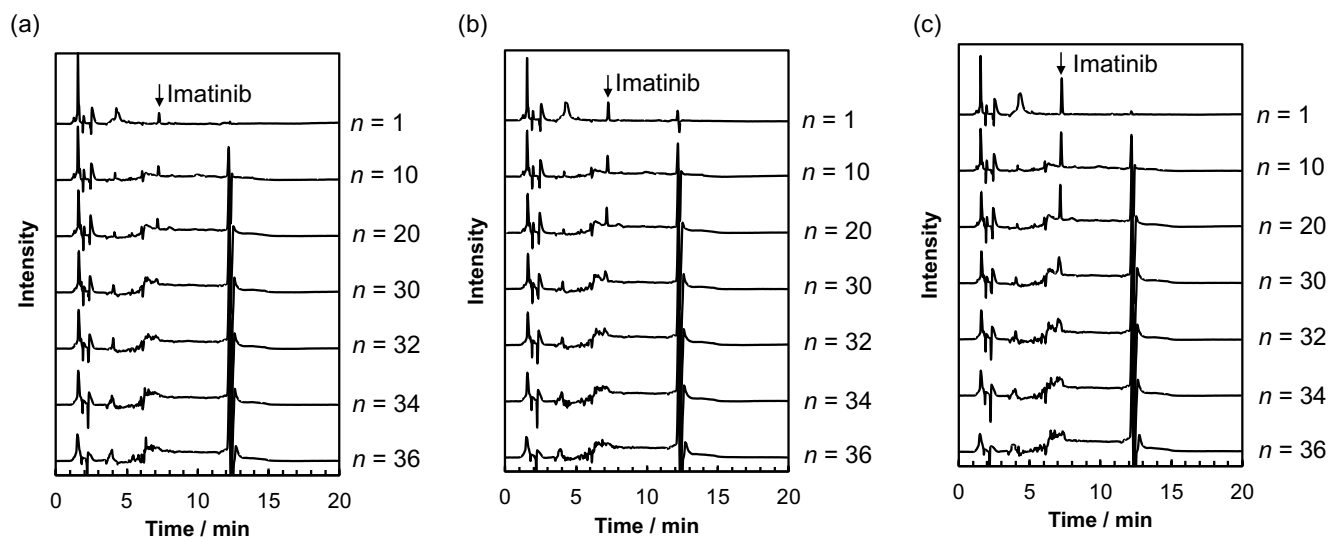 (a)
Imatinib
n = 1
n = 10
n = 20
n = 30
n = 32
n = 34
n = 36
Intensity
0 5 10 15 20
Time / min
(b)
Imatinib
n = 1
n = 10
n = 20
n = 30
n = 32
n = 34
n = 36
Intensity
0 5 10 15 20
Time / min
(c)
Imatinib
n = 1
n = 10
n = 20
n = 30
n = 32
n = 34
n = 36
Intensity
0 5 10 15 20
Time / min